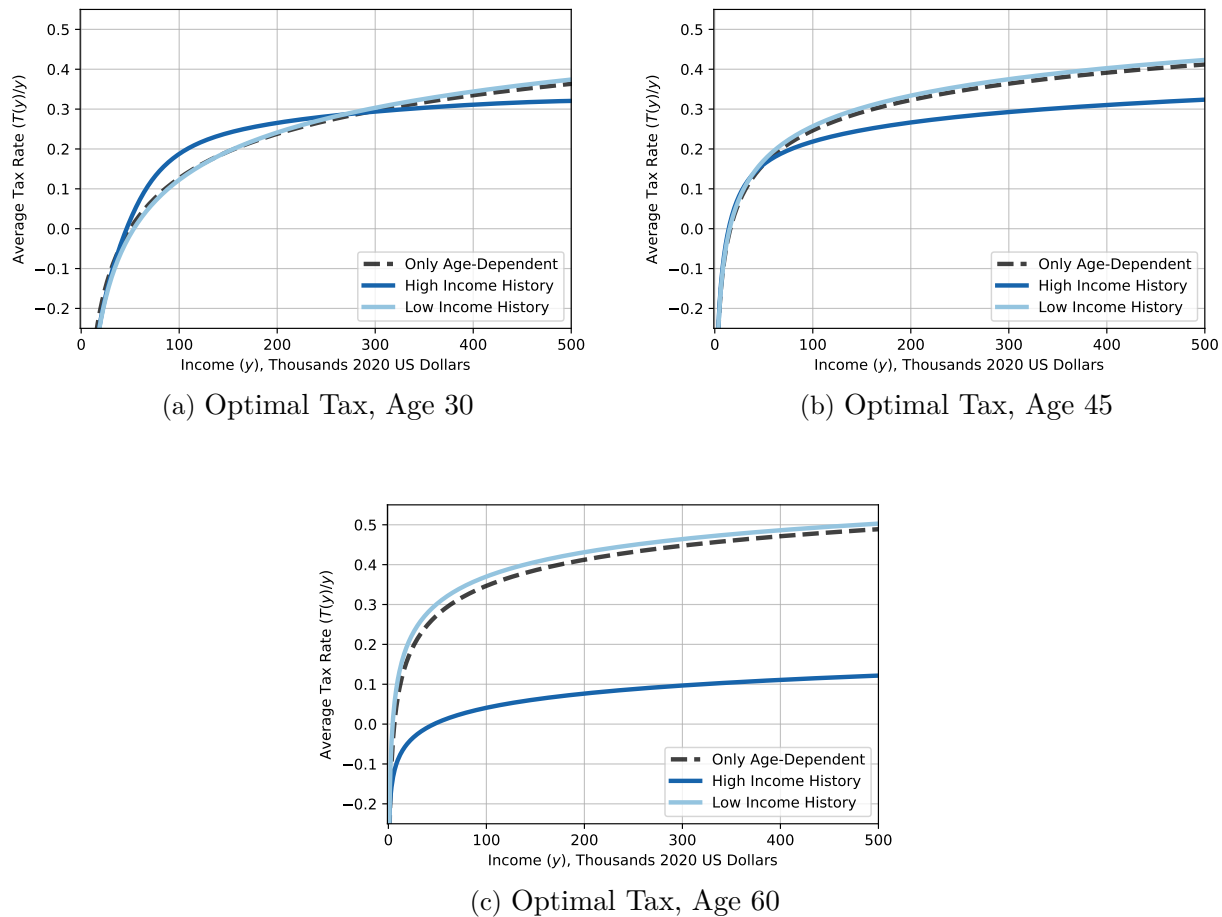 0.5
0.4
0.3
0.2
0.1
0.0
−0.1
−0.2
Average Tax Rate (T(y)/y)
Only Age-Dependent
High Income History
Low Income History
0 100 200 300 400 500
Income (y), Thousands 2020 US Dollars
(a) Optimal Tax, Age 30
0.5
0.4
0.3
0.2
0.1
0.0
−0.1
−0.2
Average Tax Rate (T(y)/y)
Only Age-Dependent
High Income History
Low Income History
0 100 200 300 400 500
Income (y), Thousands 2020 US Dollars
(b) Optimal Tax, Age 45
0.5
0.4
0.3
0.2
0.1
0.0
−0.1
−0.2
Average Tax Rate (T(y)/y)
Only Age-Dependent
High Income History
Low Income History
0 100 200 300 400 500
Income (y), Thousands 2020 US Dollars
(c) Optimal Tax, Age 60